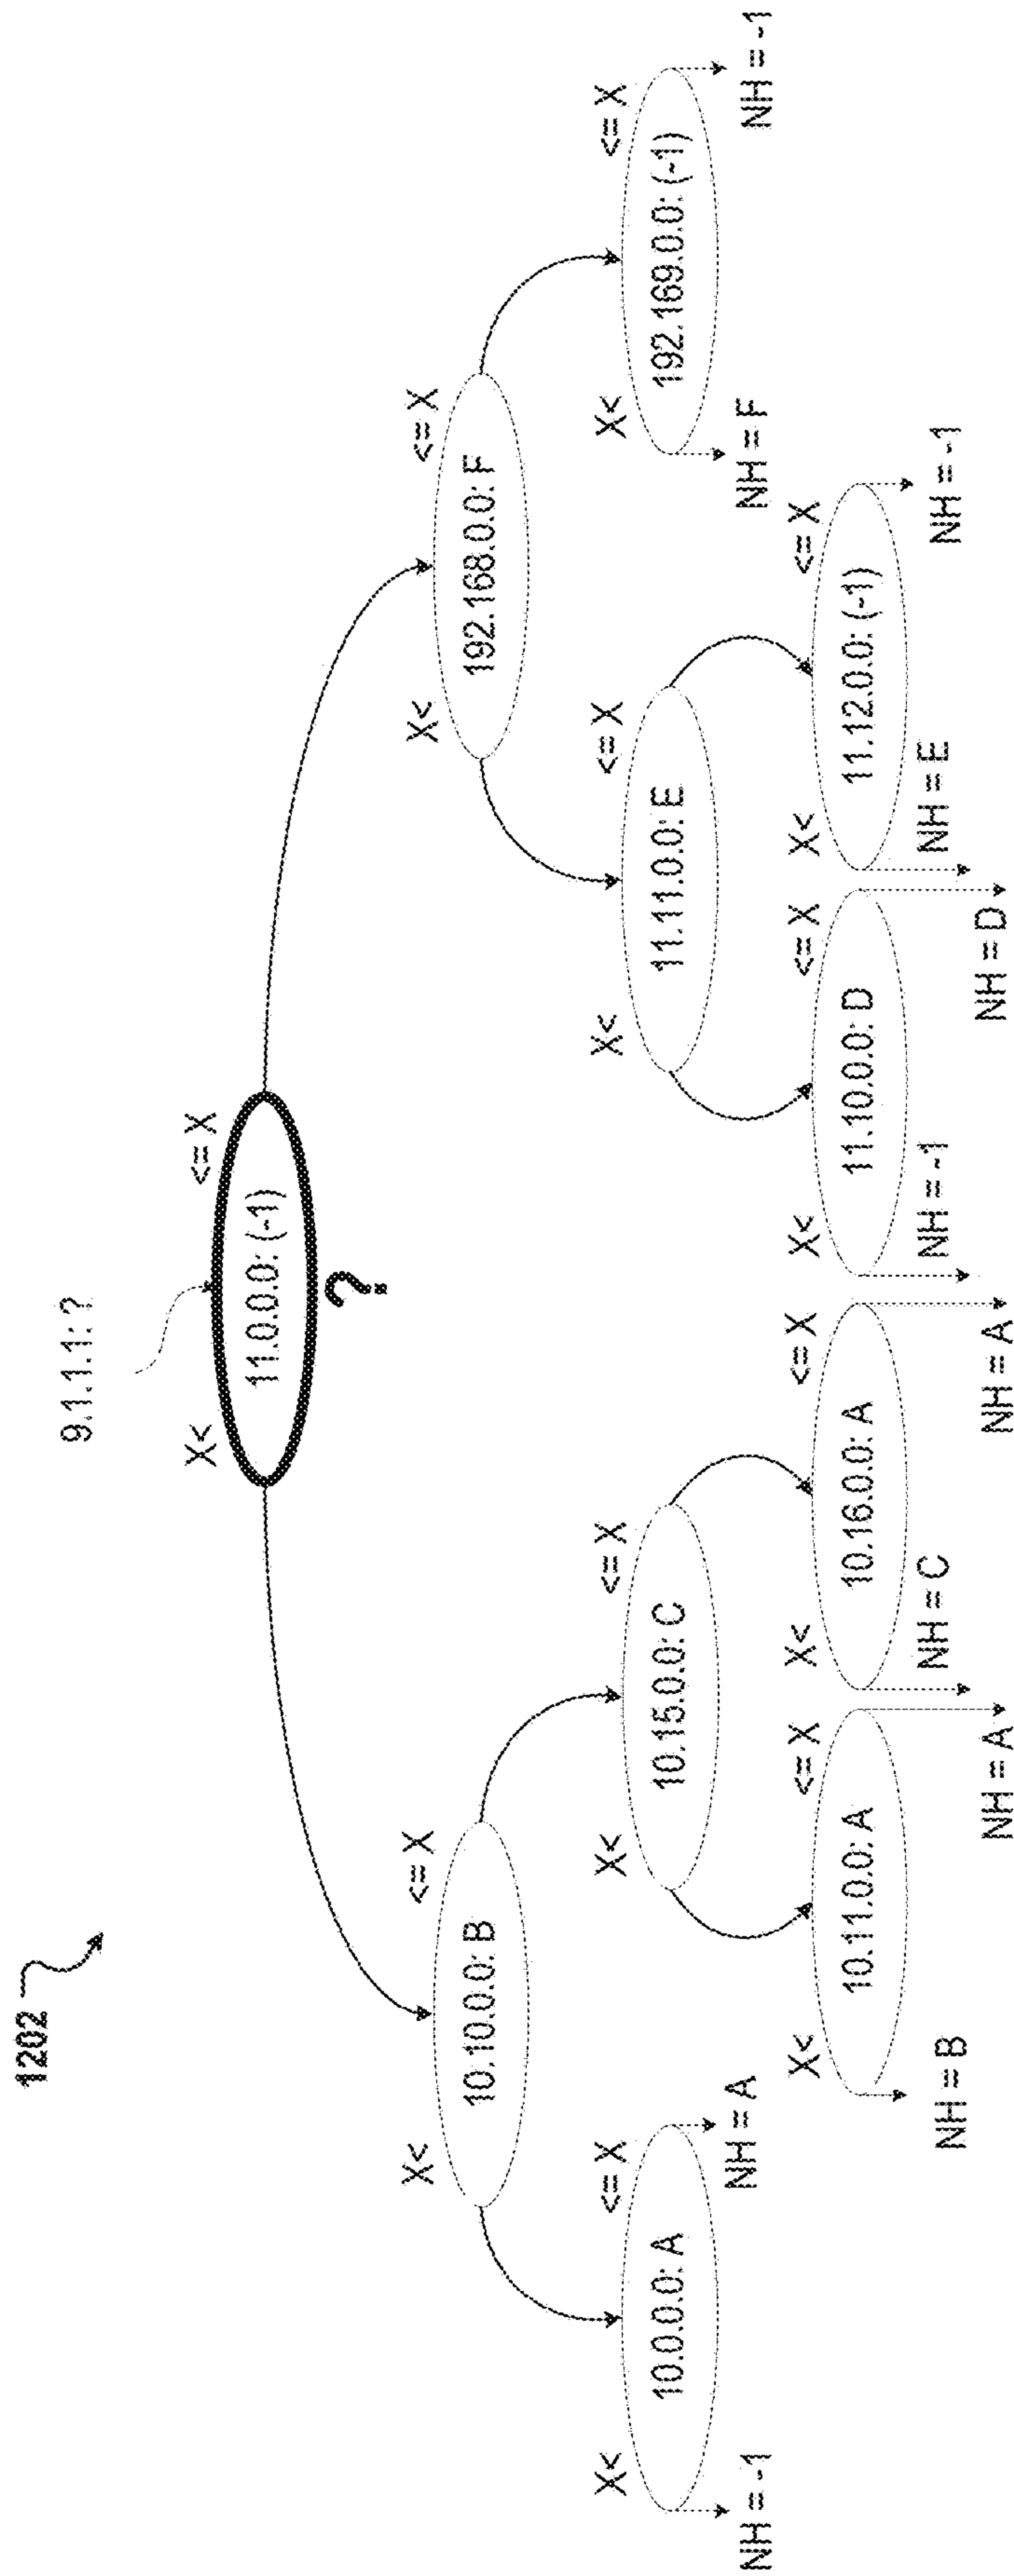 1202
9.1.1.1: ?
X<
<= X
11.0.0.0: (-1)
?
X<
<= X
X<
<= X
10.10.0.0: B
192.168.0.0: F
X<
<= X
X<
<= X
X<
<= X
X<
<= X
10.0.0.0: A
10.15.0.0: C
11.11.0.0: E
192.169.0.0: (-1)
NH = -1
NH = A
NH = F
NH = -1
X<
<= X
X<
<= X
X<
<= X
X<
<= X
10.11.0.0: A
10.16.0.0: A
11.10.0.0: D
11.12.0.0: (-1)
NH = B
NH = C
NH = -1
NH = E
NH = -1
NH = A
NH = A
NH = D